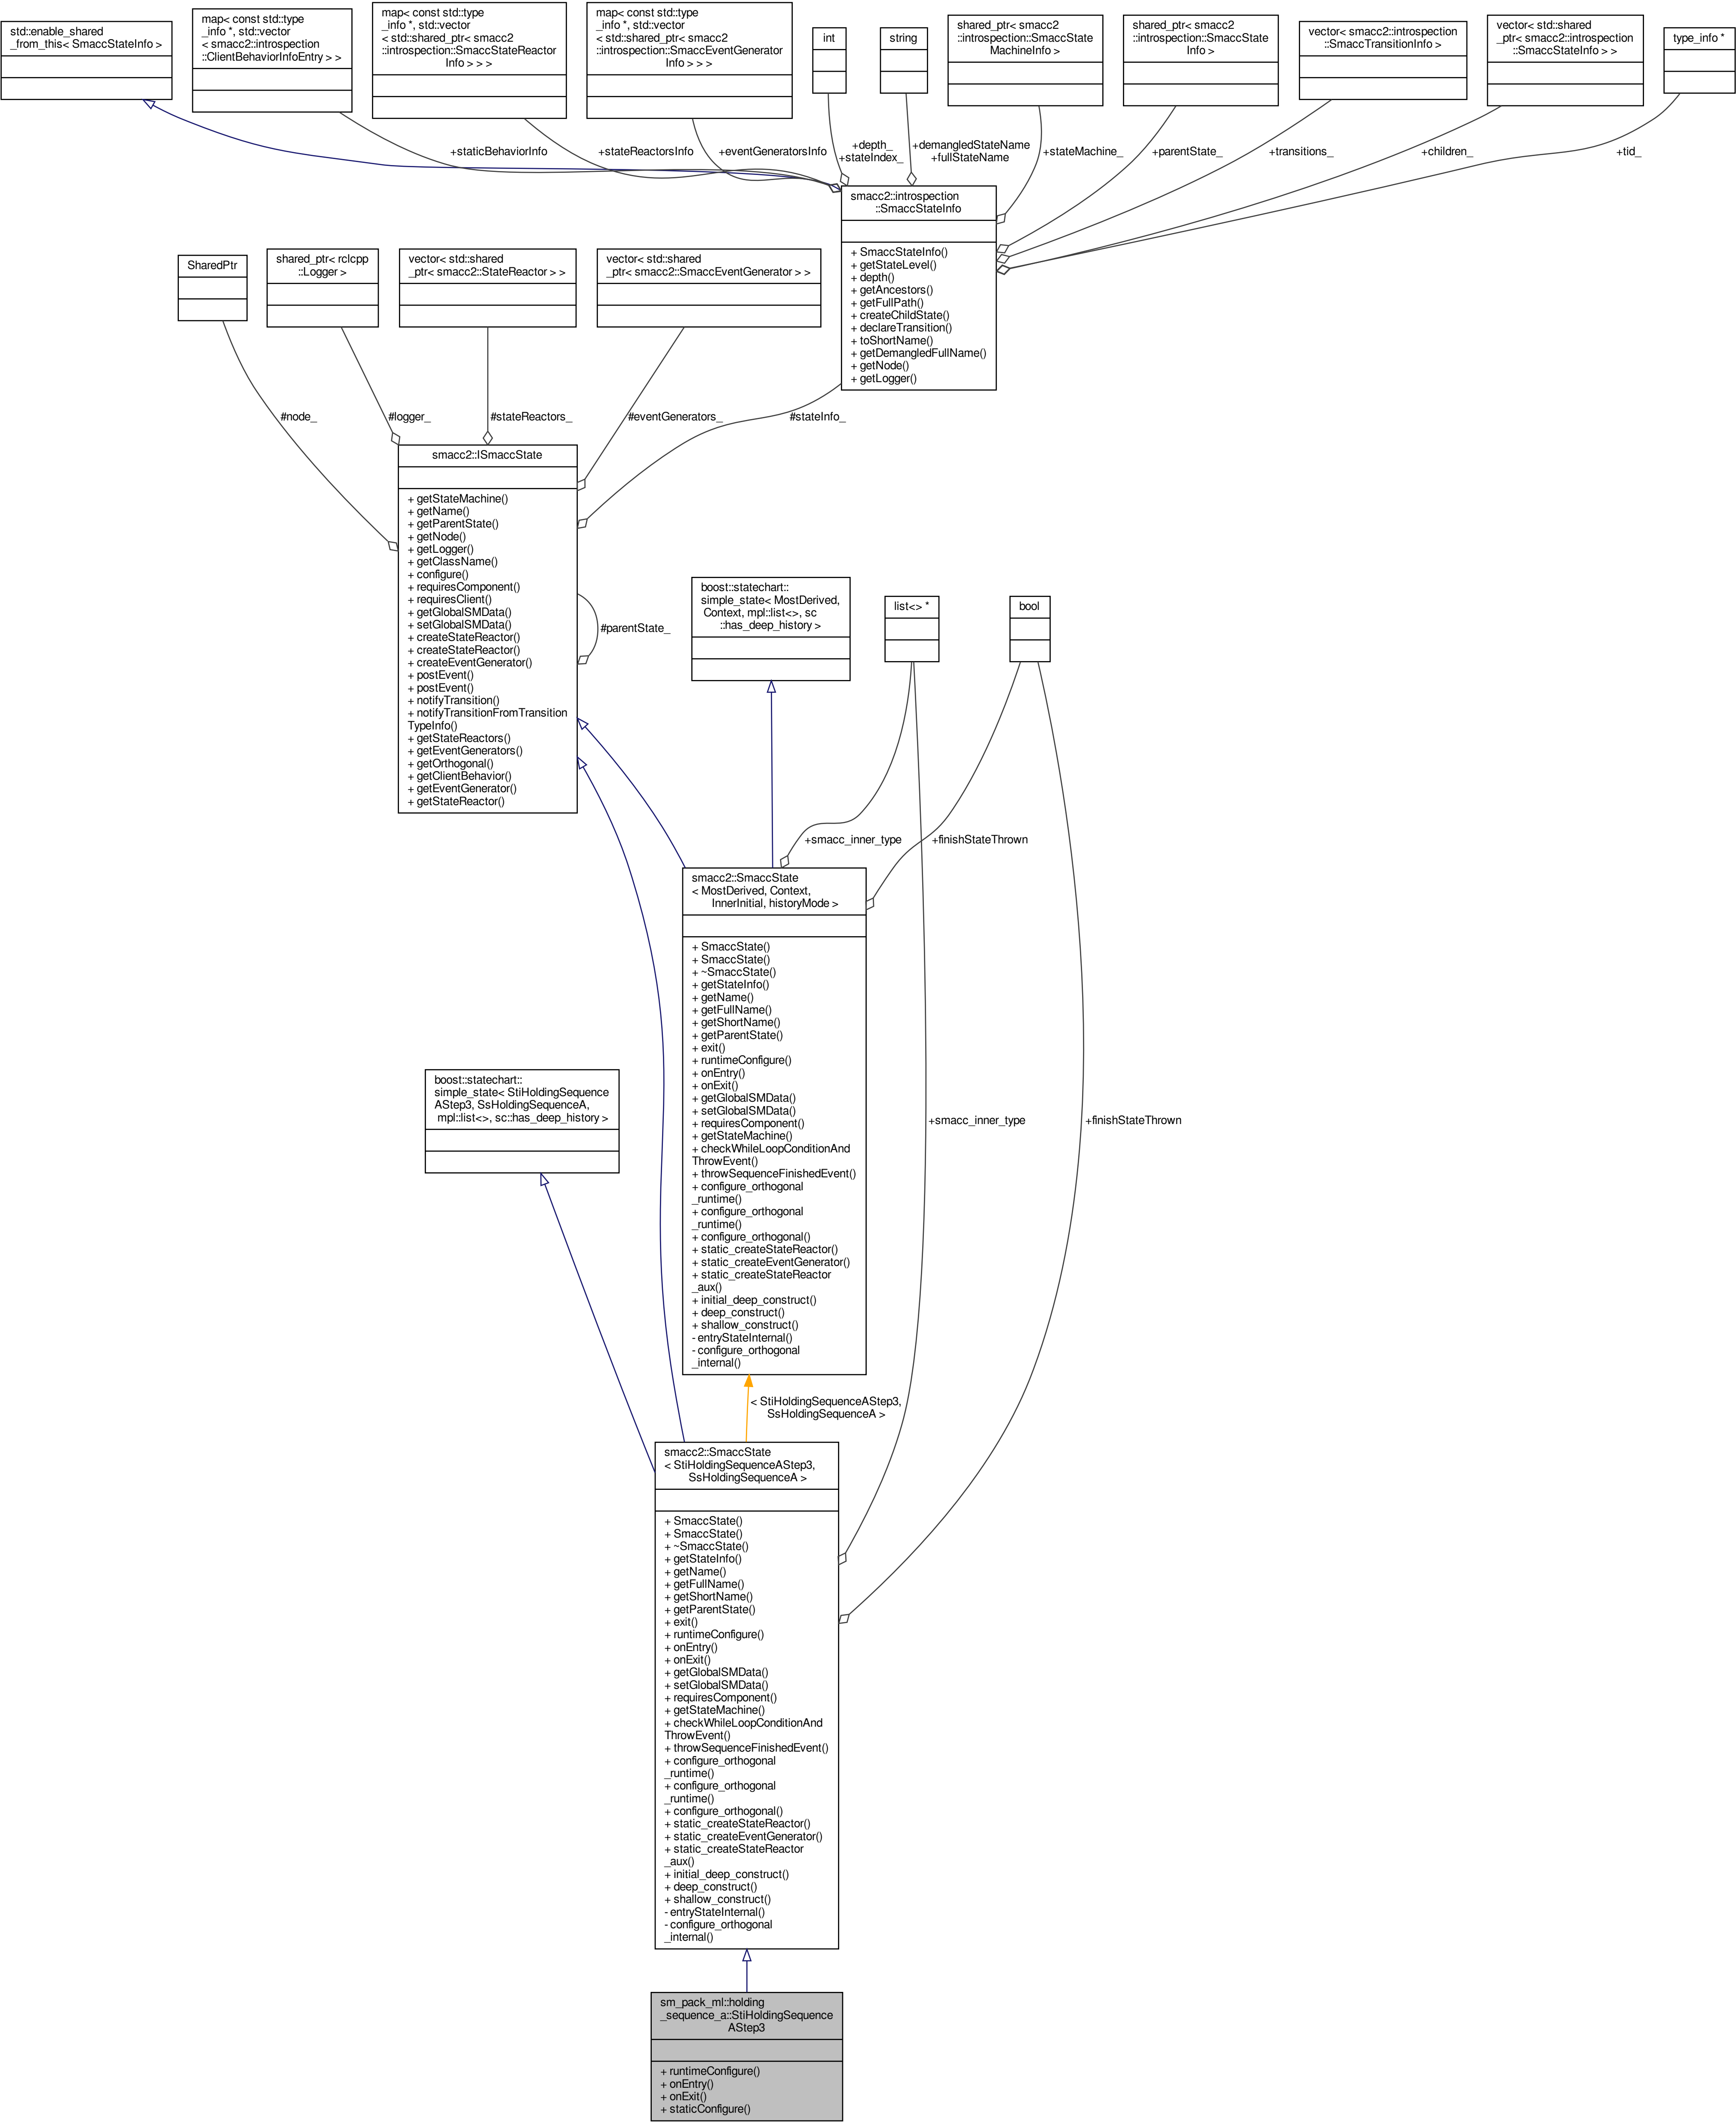 std::enable_shared
_from_this< SmaccStateInfo >
map< const std::type
_info *, std::vector
< smacc2::introspection
::ClientBehaviorInfoEntry > >
map< const std::type
_info *, std::vector
< std::shared_ptr< smacc2
::introspection::SmaccStateReactor
Info > > >
map< const std::type
_info *, std::vector
< std::shared_ptr< smacc2
::introspection::SmaccEventGenerator
Info > > >
int
string
shared_ptr< smacc2
::introspection::SmaccState
MachineInfo >
shared_ptr< smacc2
::introspection::SmaccState
Info >
vector< smacc2::introspection
::SmaccTransitionInfo >
vector< std::shared
_ptr< smacc2::introspection
::SmaccStateInfo > >
type_info *
+staticBehaviorInfo
+stateReactorsInfo
+eventGeneratorsInfo
+depth_
+stateIndex_
+demangledStateName
+fullStateName
+stateMachine_
+parentState_
+transitions_
+children_
+tid_
smacc2::introspection
::SmaccStateInfo
+ SmaccStateInfo()
+ getStateLevel()
+ depth()
+ getAncestors()
+ getFullPath()
+ createChildState()
+ declareTransition()
+ toShortName()
+ getDemangledFullName()
+ getNode()
+ getLogger()
SharedPtr
shared_ptr< rclcpp
::Logger >
vector< std::shared
_ptr< smacc2::StateReactor > >
vector< std::shared
_ptr< smacc2::SmaccEventGenerator > >
#node_
#logger_
#stateReactors_
#eventGenerators_
#stateInfo_
smacc2::ISmaccState
+ getStateMachine()
+ getName()
+ getParentState()
+ getNode()
+ getLogger()
+ getClassName()
+ configure()
+ requiresComponent()
+ requiresClient()
+ getGlobalSMData()
+ setGlobalSMData()
+ createStateReactor()
+ createStateReactor()
+ createEventGenerator()
+ postEvent()
+ postEvent()
+ notifyTransition()
+ notifyTransitionFromTransition
TypeInfo()
+ getStateReactors()
+ getEventGenerators()
+ getOrthogonal()
+ getClientBehavior()
+ getEventGenerator()
+ getStateReactor()
#parentState_
boost::statechart::
simple_state< MostDerived,
Context, mpl::list<>, sc
::has_deep_history >
list<> *
bool
+smacc_inner_type
+finishStateThrown
smacc2::SmaccState
< MostDerived, Context,
InnerInitial, historyMode >
+ SmaccState()
+ SmaccState()
+ ~SmaccState()
+ getStateInfo()
+ getName()
+ getFullName()
+ getShortName()
+ getParentState()
+ exit()
+ runtimeConfigure()
+ onEntry()
+ onExit()
+ getGlobalSMData()
+ setGlobalSMData()
+ requiresComponent()
+ getStateMachine()
+ checkWhileLoopConditionAnd
ThrowEvent()
+ throwSequenceFinishedEvent()
+ configure_orthogonal
_runtime()
+ configure_orthogonal
_runtime()
+ configure_orthogonal()
+ static_createStateReactor()
+ static_createEventGenerator()
+ static_createStateReactor
_aux()
+ initial_deep_construct()
+ deep_construct()
+ shallow_construct()
- entryStateInternal()
- configure_orthogonal
_internal()
boost::statechart::
simple_state< StiHoldingSequence
AStep3, SsHoldingSequenceA,
mpl::list<>, sc::has_deep_history >
+smacc_inner_type
+finishStateThrown
< StiHoldingSequenceAStep3,
SsHoldingSequenceA >
smacc2::SmaccState
< StiHoldingSequenceAStep3,
SsHoldingSequenceA >
+ SmaccState()
+ SmaccState()
+ ~SmaccState()
+ getStateInfo()
+ getName()
+ getFullName()
+ getShortName()
+ getParentState()
+ exit()
+ runtimeConfigure()
+ onEntry()
+ onExit()
+ getGlobalSMData()
+ setGlobalSMData()
+ requiresComponent()
+ getStateMachine()
+ checkWhileLoopConditionAnd
ThrowEvent()
+ throwSequenceFinishedEvent()
+ configure_orthogonal
_runtime()
+ configure_orthogonal
_runtime()
+ configure_orthogonal()
+ static_createStateReactor()
+ static_createEventGenerator()
+ static_createStateReactor
_aux()
+ initial_deep_construct()
+ deep_construct()
+ shallow_construct()
- entryStateInternal()
- configure_orthogonal
_internal()
sm_pack_ml::holding
_sequence_a::StiHoldingSequence
AStep3
+ runtimeConfigure()
+ onEntry()
+ onExit()
+ staticConfigure()